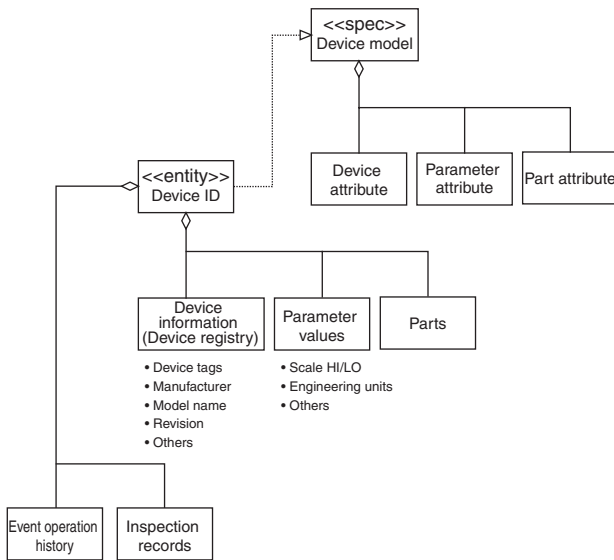 <<spec>>
Device model
Device
attribute
Parameter
attribute
Part attribute
<<entity>>
Device ID
Device
information
(Device registry)
Parameter
values
Parts
• Device tags
• Manufacturer
• Model name
• Revision
• Others
• Scale HI/LO
• Engineering units
• Others
Event operation
history
Inspection
records